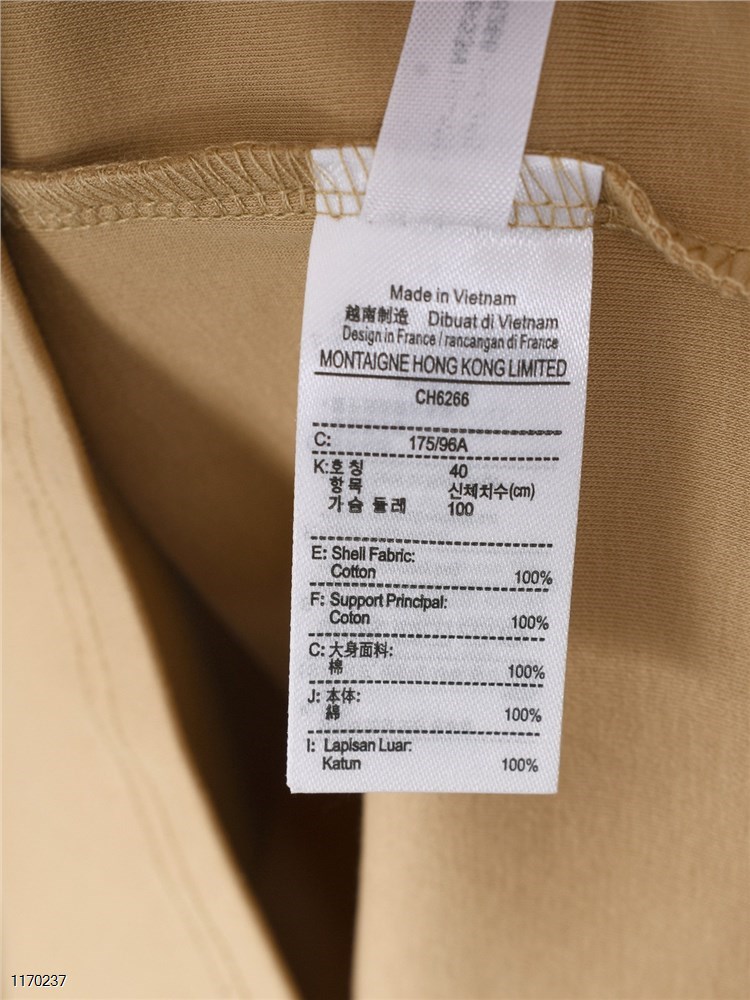 Made in Vietnam
越南制造 Dibuat di Vietnam
Design in France / rancangan di France
MONTAIGNE HONG KONG LIMITED
CH6266
C: 175/96A
K:호 칭 40
항 목 신체치수(cm)
가 슴 둘 레 100
E: Shell Fabric:
Cotton 100%
F: Support Principal:
Coton 100%
C: 大身面料:
棉 100%
J: 本体:
綿 100%
I: Lapisan Luar:
Katun 100%
1170237